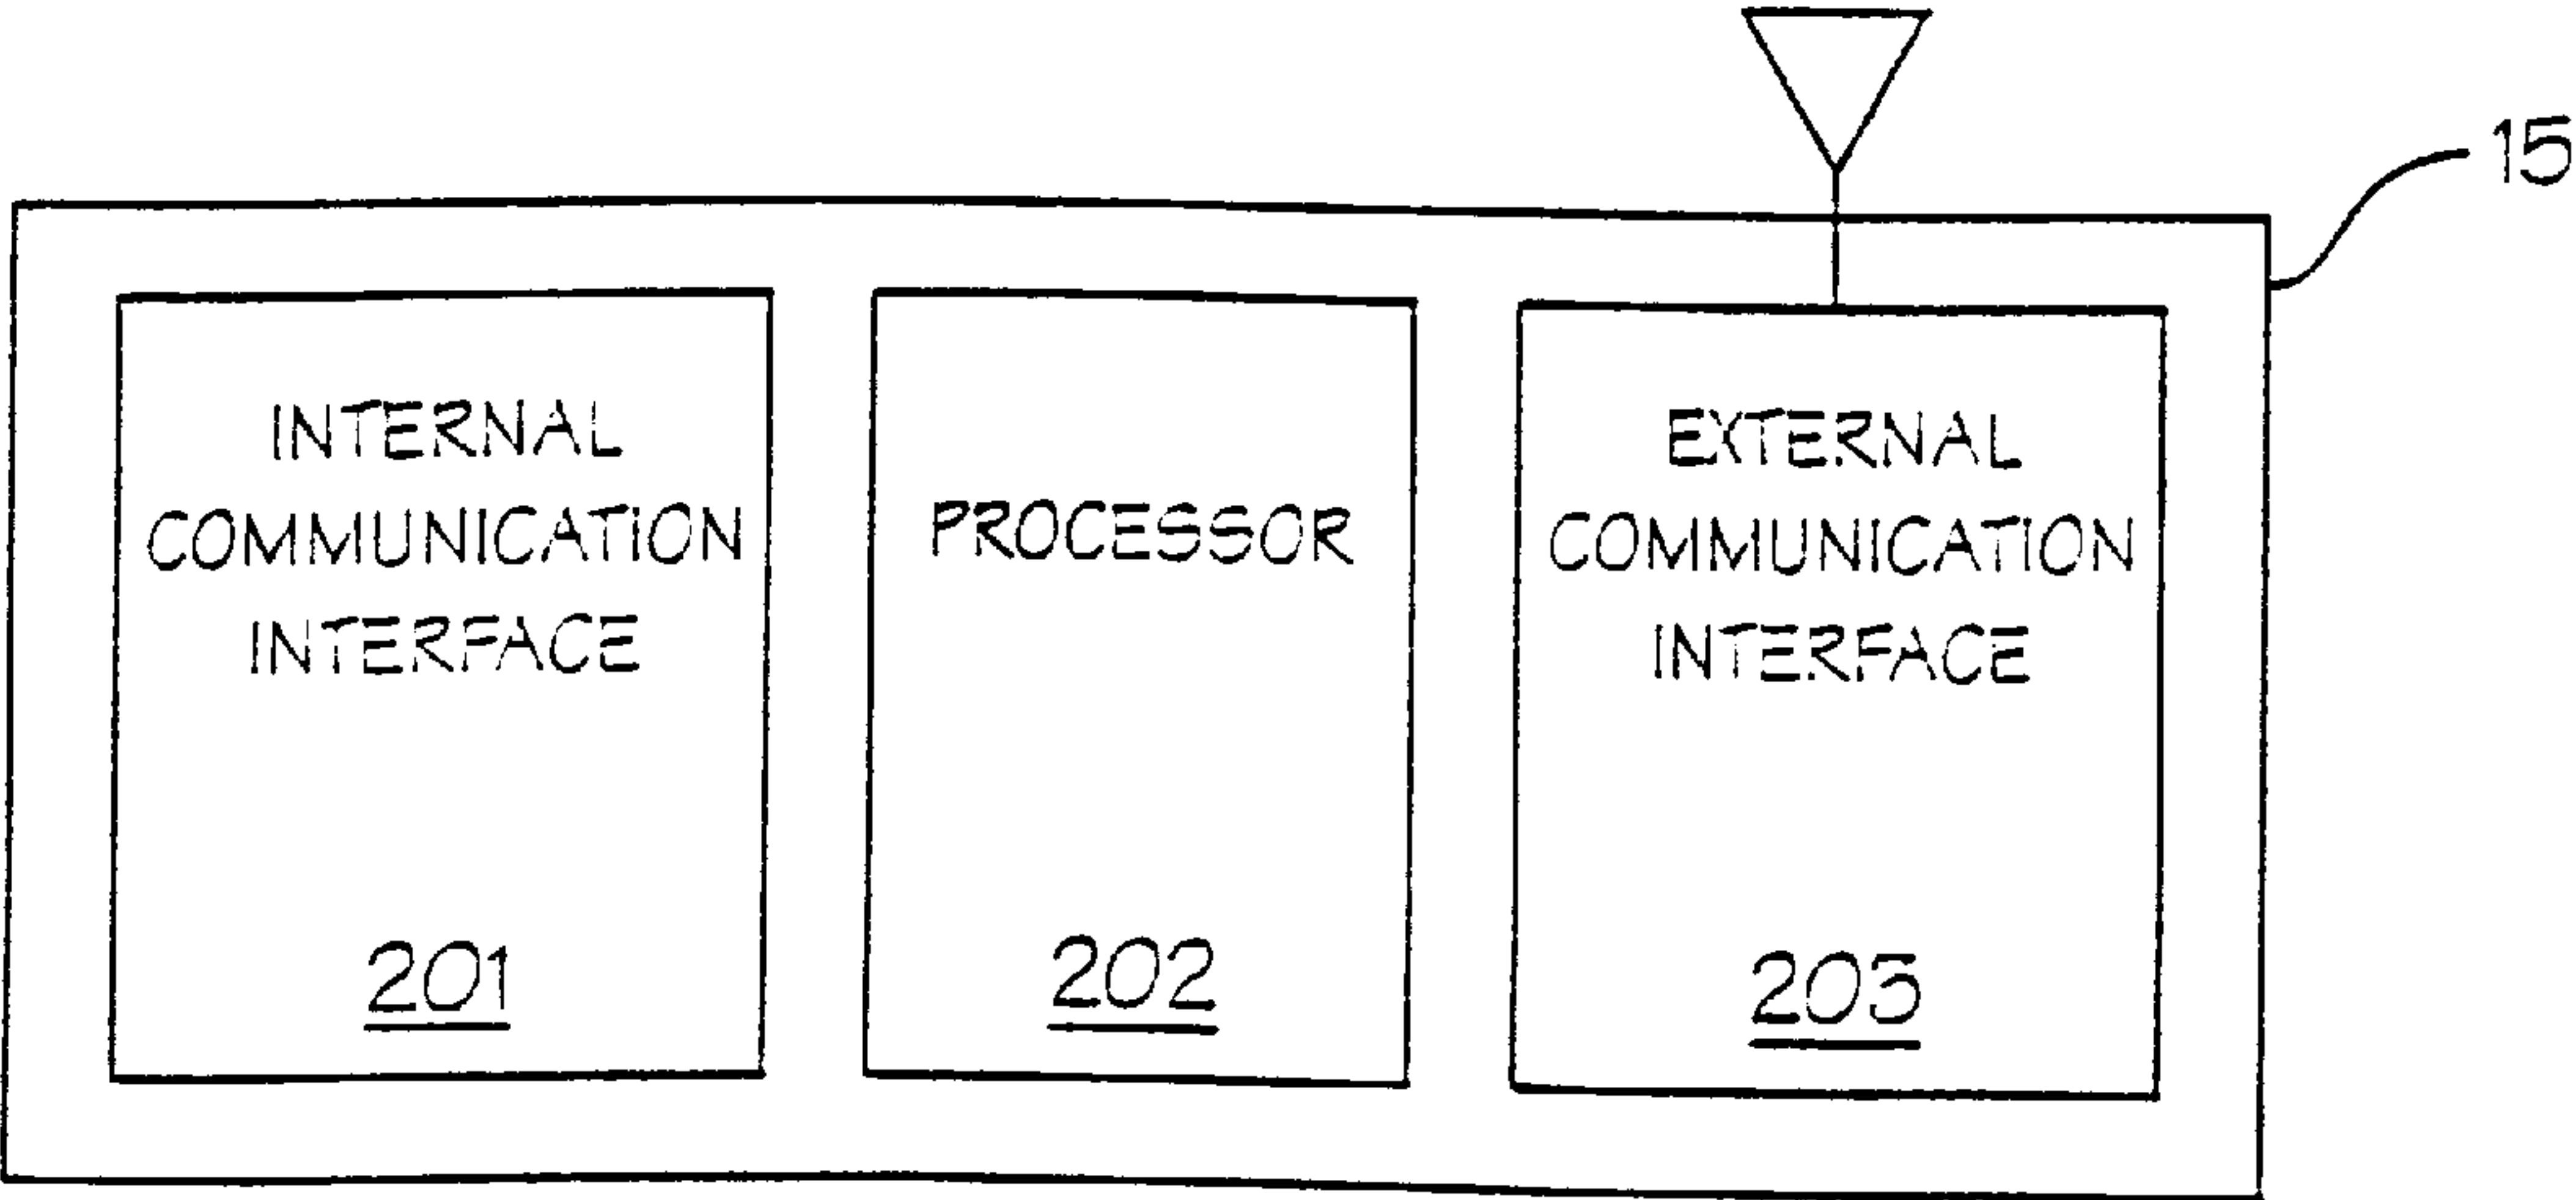 15
INTERNAL
COMMUNICATION
INTERFACE
201
PROCESSOR
202
EXTERNAL
COMMUNICATION
INTERFACE
203